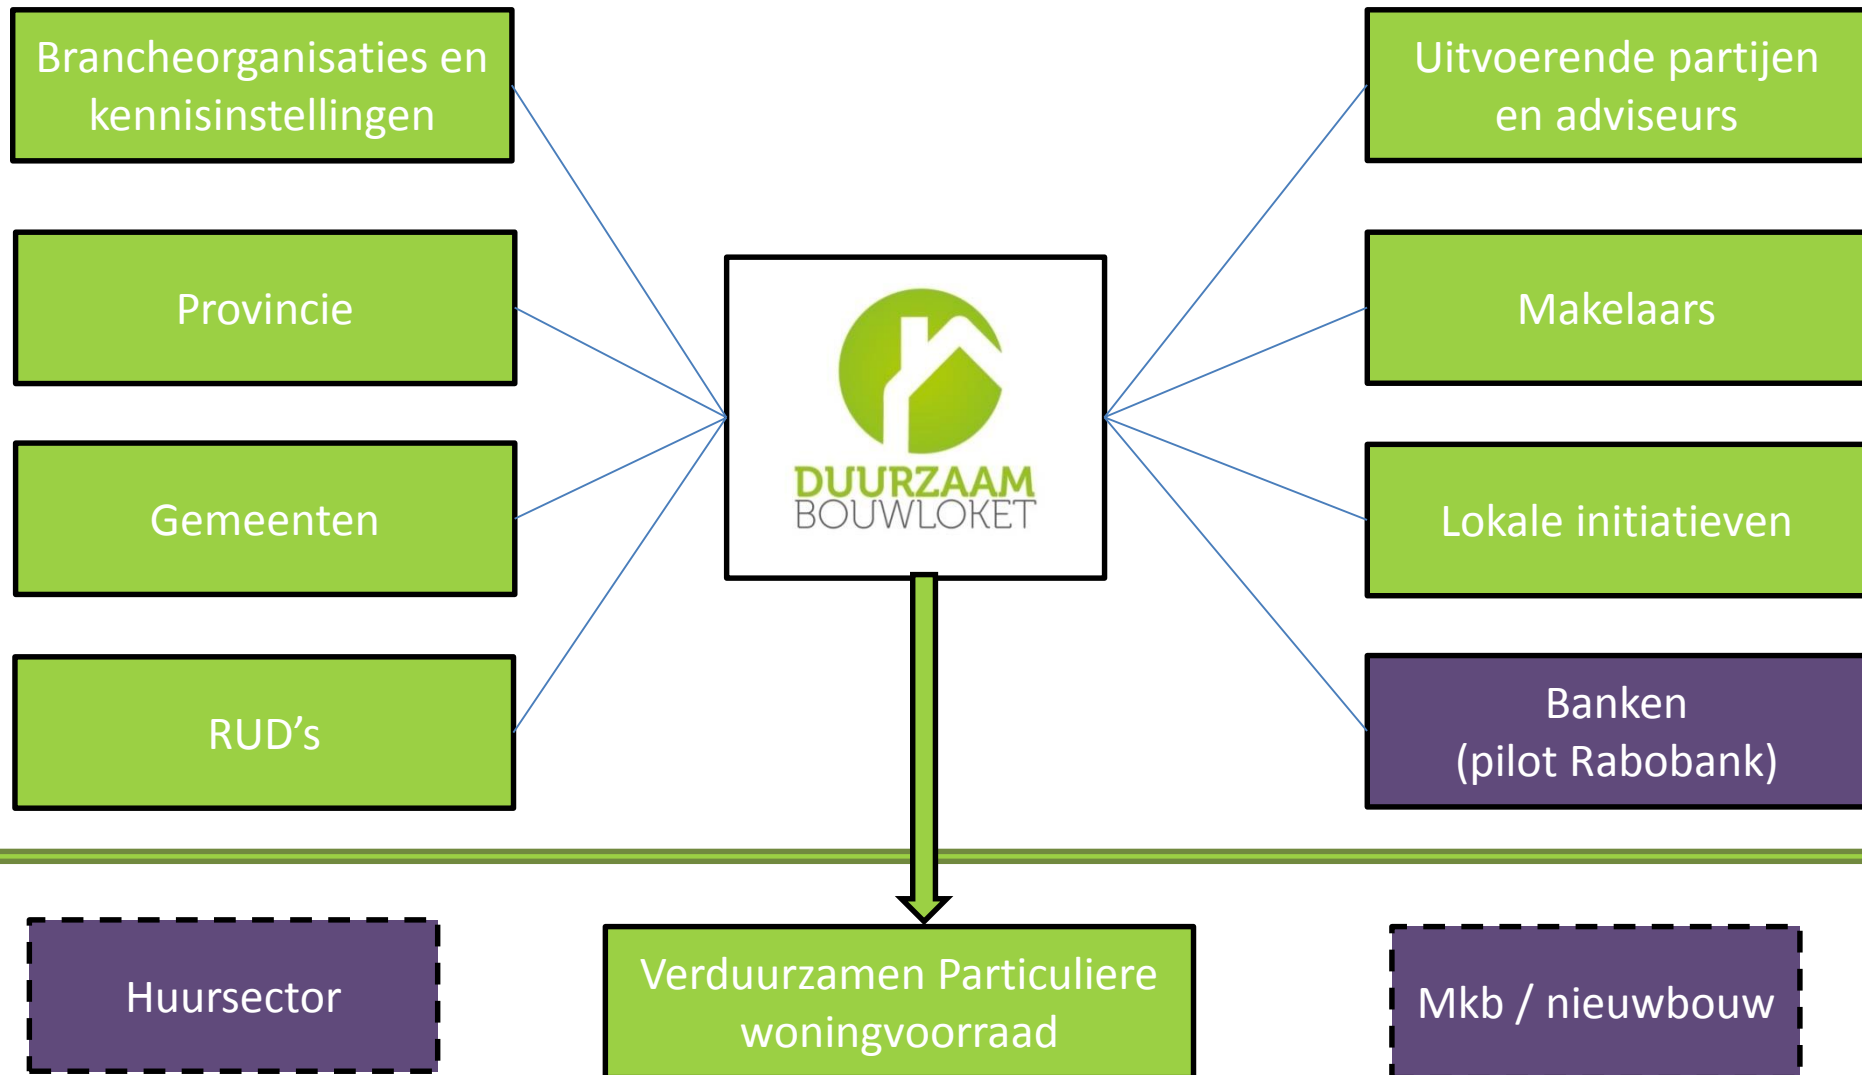 Brancheorganisaties en
kennisinstellingen
Provincie
Gemeenten
RUD’s
DUURZAAM
BOUWLOKET
Uitvoerende partijen
en adviseurs
Makelaars
Lokale initiatieven
Banken
(pilot Rabobank)
Huursector
Verduurzamen Particuliere
woningvoorraad
Mkb / nieuwbouw